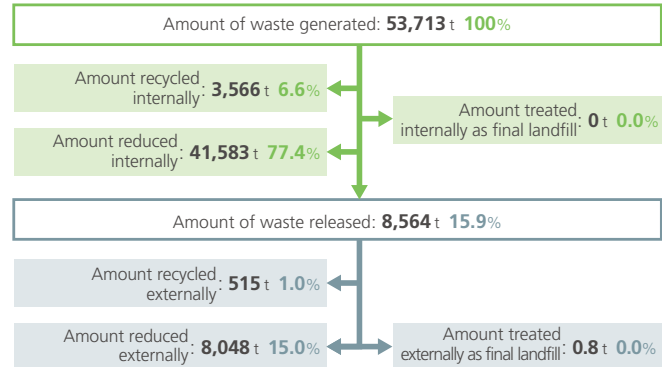 Amount of waste generated: 53,713 t 100%
Amount recycled
internally: 3,566 t 6.6%
Amount treated
internally as final landfill: 0 t 0.0%
Amount reduced
internally: 41,583 t 77.4%
Amount of waste released: 8,564 t 15.9%
Amount recycled
externally: 515 t 1.0%
Amount reduced
externally: 8,048 t 15.0%
Amount treated
externally as final landfill: 0.8 t 0.0%